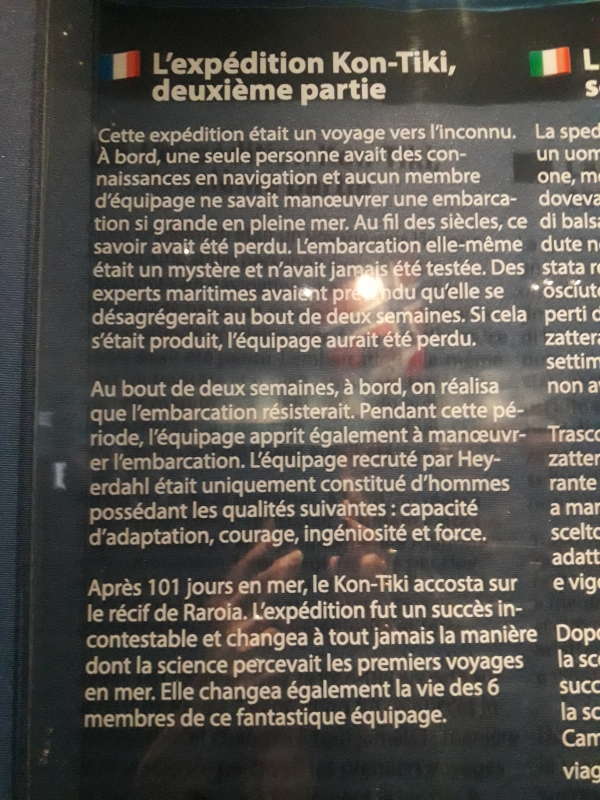 L'expédition Kon-Tiki,
deuxième partie
Cette expédition était un voyage vers l'inconnu.
À bord, une seule personne avait des con-
naissances en navigation et aucun membre
d'équipage ne savait manœuvrer une embarca-
tion si grande en pleine mer. Au fil des siècles, ce
savoir avait été perdu. L'embarcation elle-même
était un mystère et n'avait jamais été testée. Des
experts maritimes avaient prétendu qu'elle se
désagrégerait au bout de deux semaines. Si cela
s'était produit, l'équipage aurait été perdu.
Au bout de deux semaines, à bord, on réalisa
que l'embarcation résisterait. Pendant cette pé-
riode, l'équipage apprit également à manœuvr-
er l'embarcation. L'équipage recruté par Hey-
erdahl était uniquement constitué d'hommes
possédant les qualités suivantes : capacité
d'adaptation, courage, ingéniosité et force.
Après 101 jours en mer, le Kon-Tiki accosta sur
le récif de Raroia. L'expédition fut un succès in-
contestable et changea à tout jamais la manière
dont la science percevait les premiers voyages
en mer. Elle changea également la vie des 6
membres de ce fantastique équipage.
L
s
La sped
un uom
one, m
doveva
di balsa
dute n
stata r
osciut
perti d
zatter
settim
non a
Trasco
zatter
rante
a mar
scelto
adatt
e vig
Dopo
la sc
succ
la sc
Cam
viag